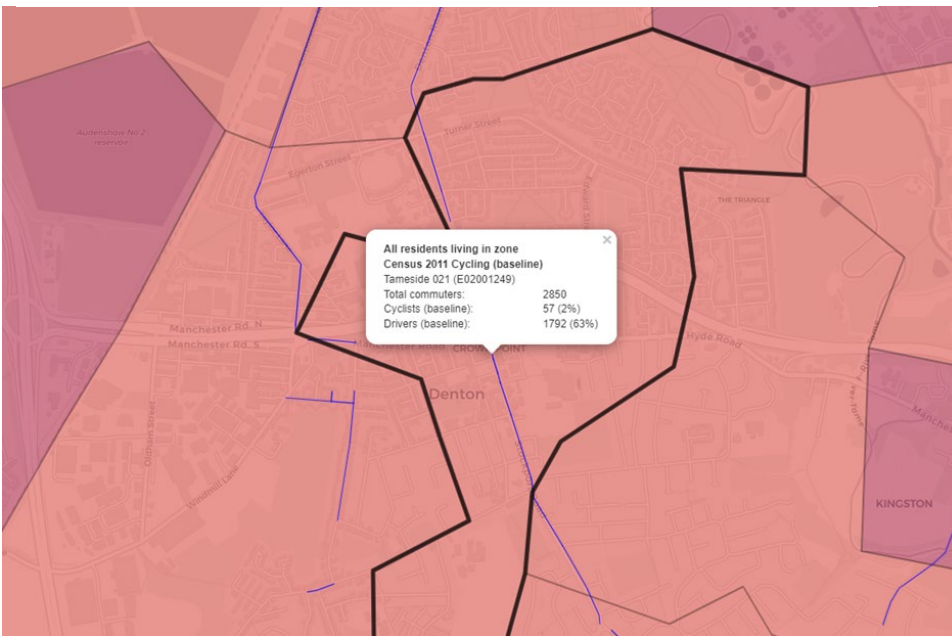 Audenshaw No.2
reservoir
Turner Street
Egerton Street
THE TRIANGLE
All residents living in zone
Census 2011 Cycling (baseline)
Tameside 021 (E02001249)
Total commuters: 2850
Cyclists (baseline): 57 (2%)
Drivers (baseline): 1792 (63%)
×
Manchester Rd. N
Manchester Rd. S
Manchester Road
Hyde Road
Denton
Oldham Street
Windmill Lane
KINGSTON